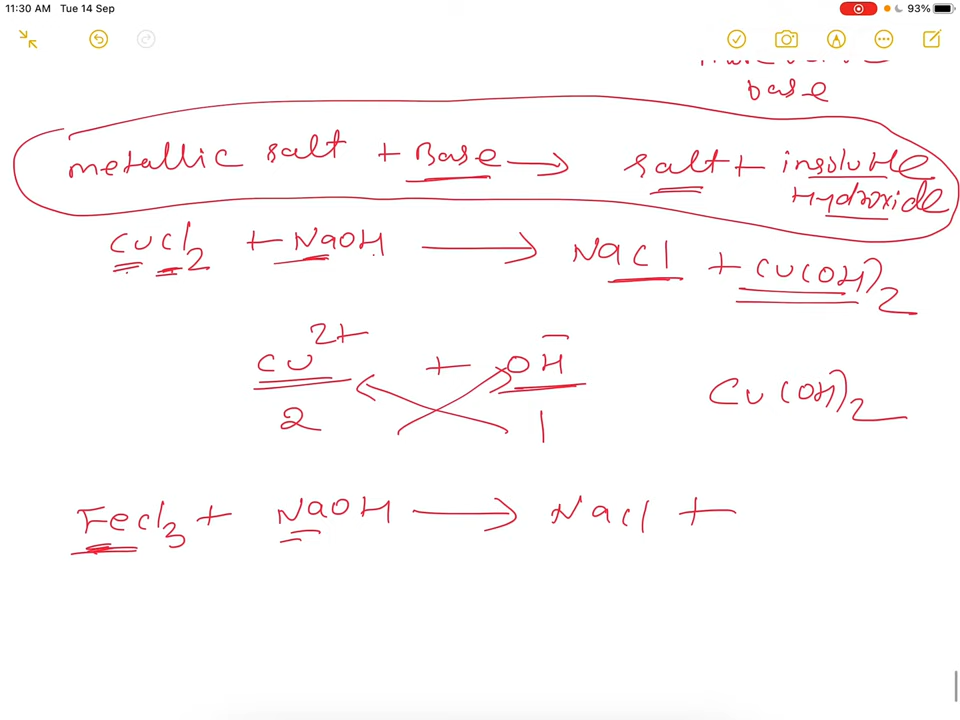 11:30 AM Tue 14 Sep 93%
base
metallic salt + Base → salt + insoluble
Hydroxide
CuCl2 + NaOH → NaCl + Cu(OH)2
Cu2+ + OH-
2 1
Cu(OH)2
FeCl3 + NaOH → NaCl +